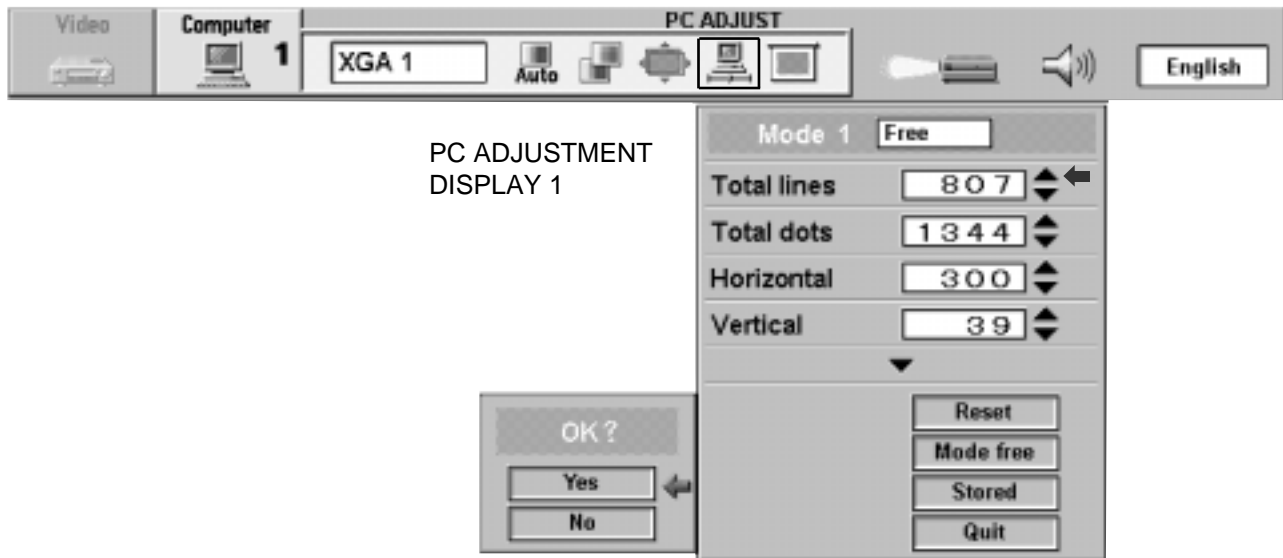 Video
Computer
1
PC ADJUST
XGA 1
Auto
English
PC ADJUSTMENT
DISPLAY 1
Mode 1 Free
Total lines 807
Total dots 1344
Horizontal 300
Vertical 39
Reset
Mode free
Stored
Quit
OK?
Yes
No